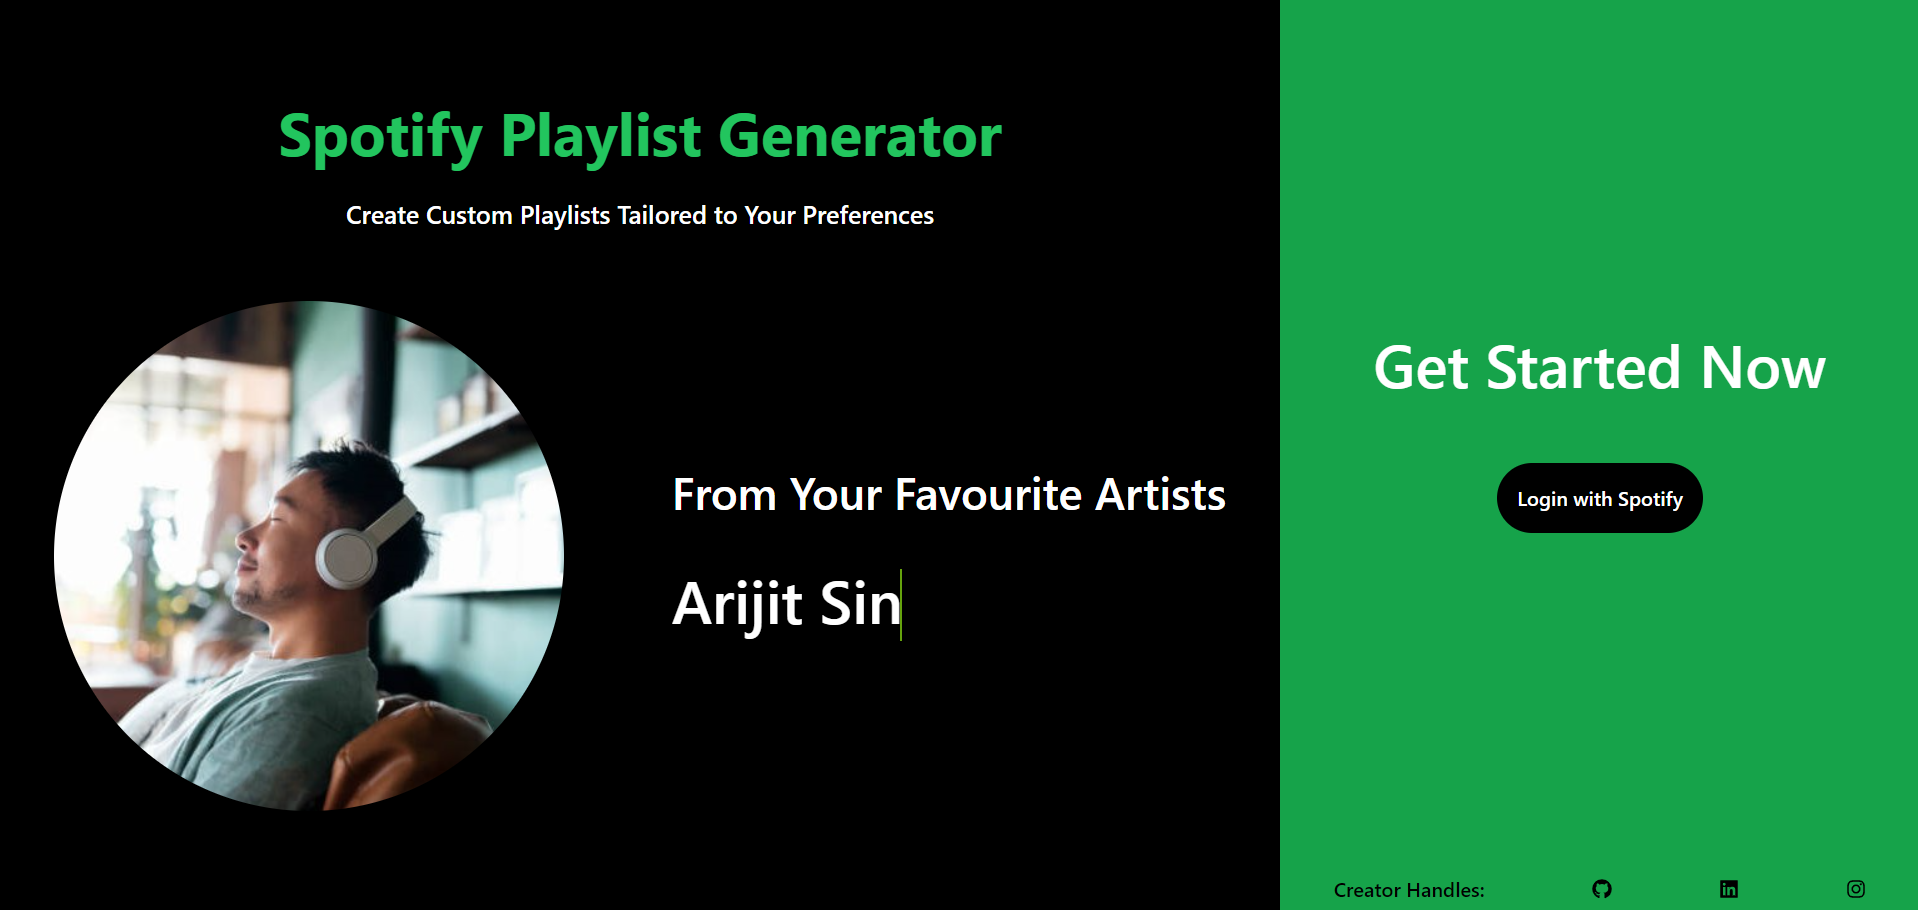 Spotify Playlist Generator
Create Custom Playlists Tailored to Your Preferences
From Your Favourite Artists
Arijit Sin
Get Started Now
Login with Spotify
Creator Handles: